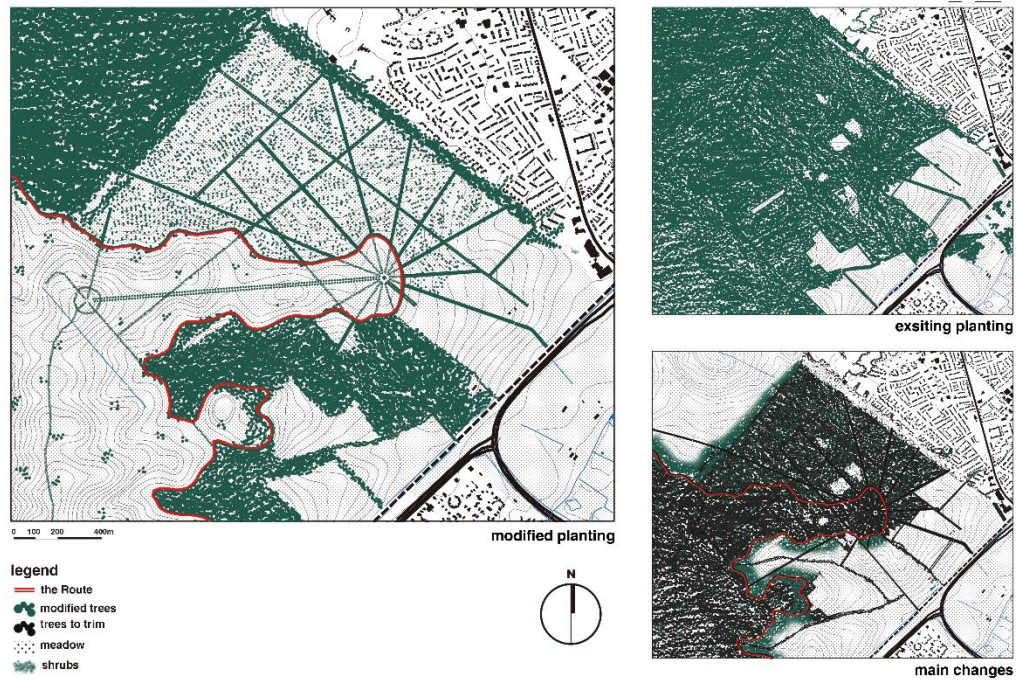 exsiting planting
modified planting
0 100 200 400m
legend
the Route
modified trees
trees to trim
meadow
shrubs
N
main changes